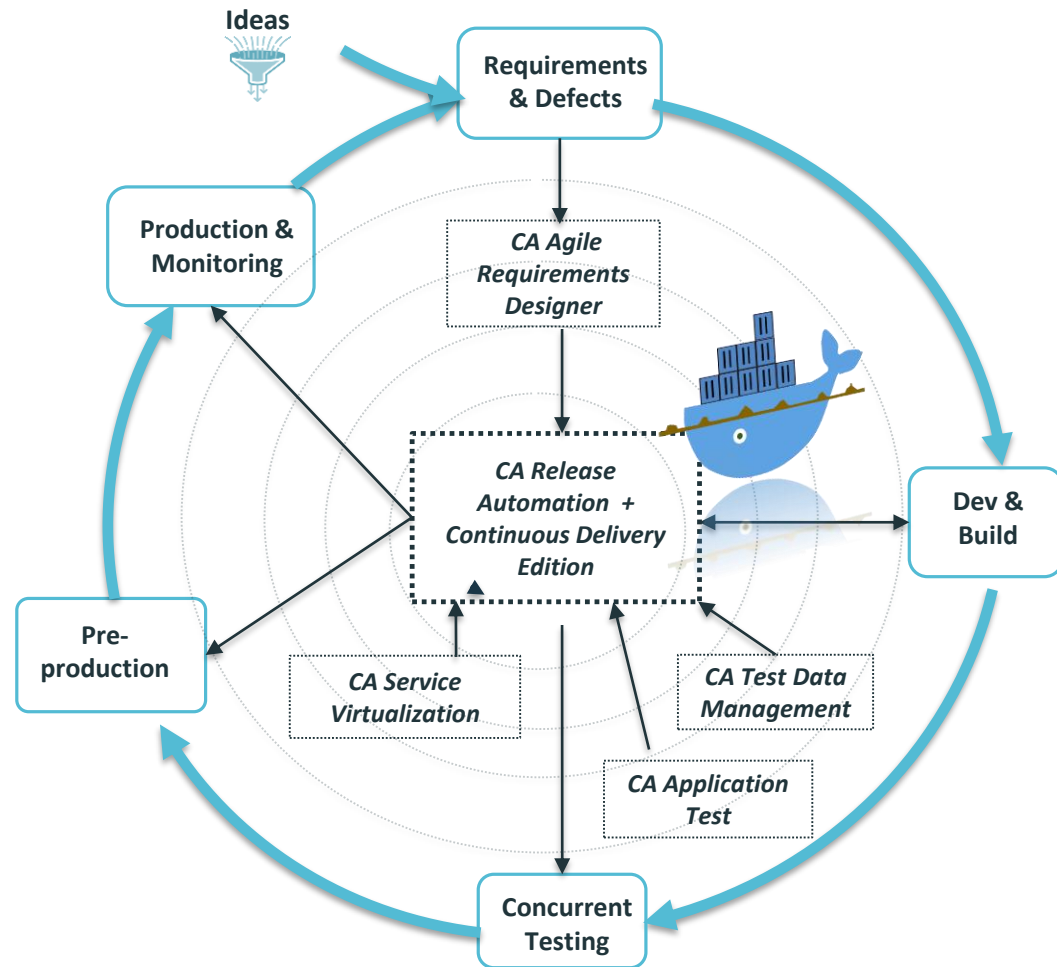 Ideas
Requirements
& Defects
Production &
Monitoring
CA Agile
Requirements
Designer
CA Release
Automation +
Continuous Delivery
Edition
Dev &
Build
Pre-
production
CA Service
Virtualization
CA Test Data
Management
CA Application
Test
Concurrent
Testing